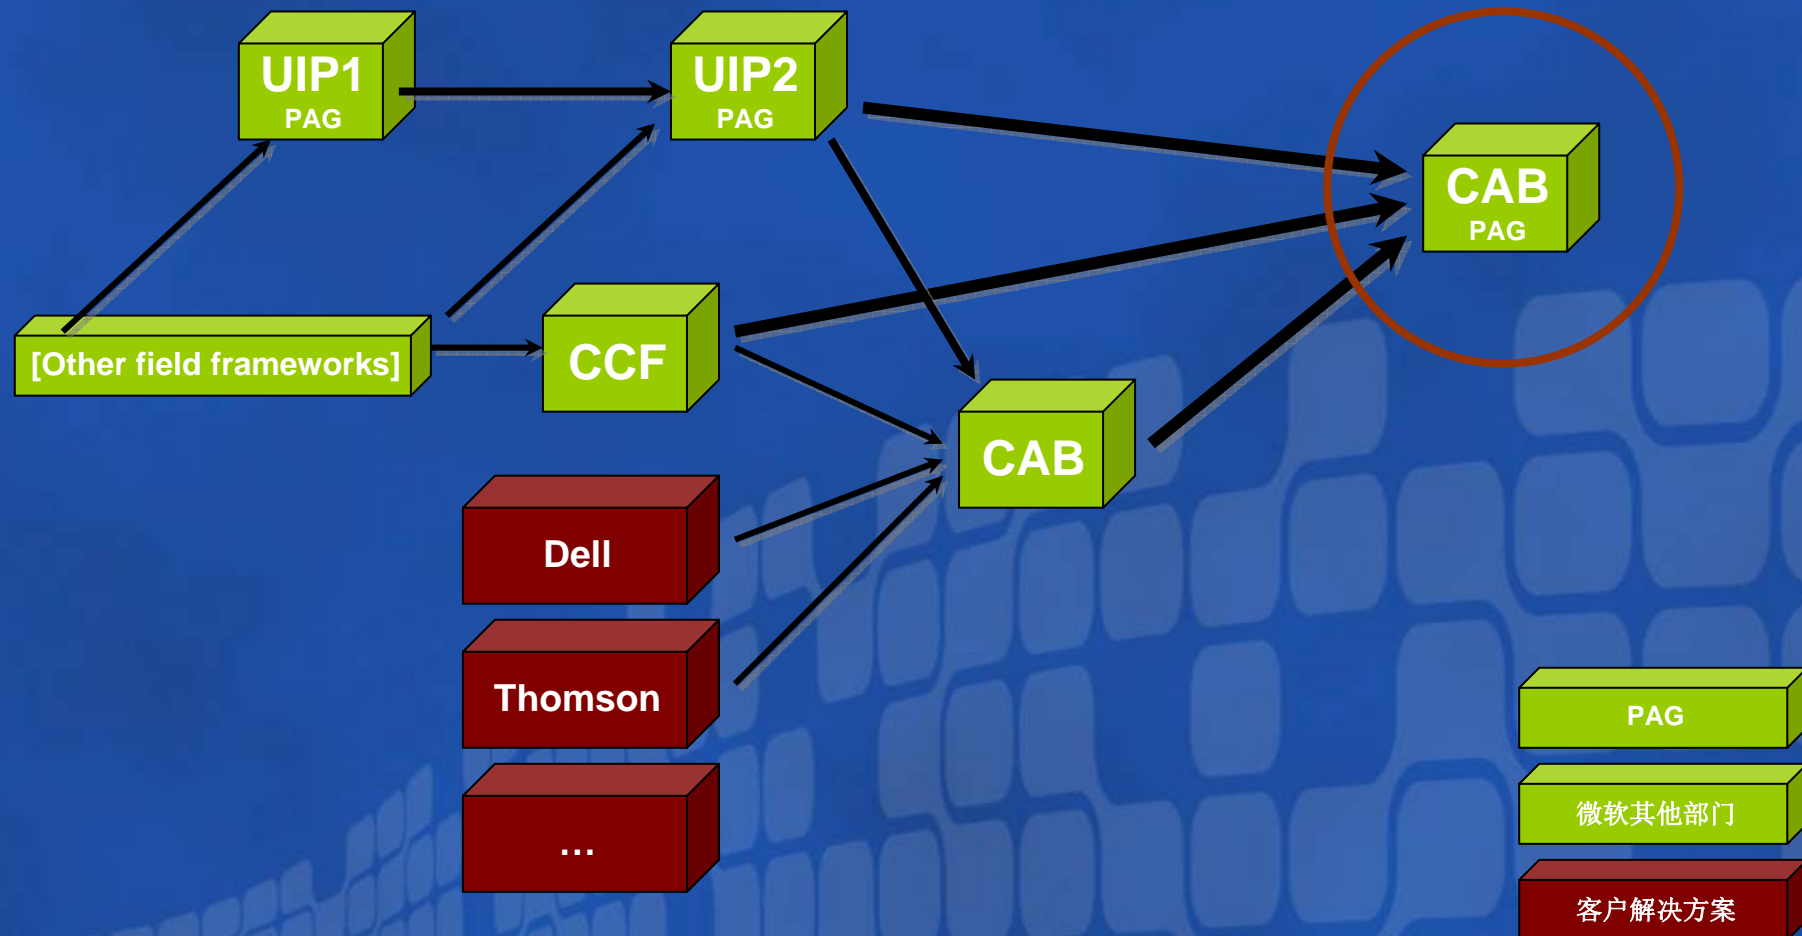 UIP1
PAG
UIP2
PAG
CAB
PAG
[Other field frameworks]
CCF
CAB
Dell
Thomson
...
PAG
微软其他部门
客户解决方案